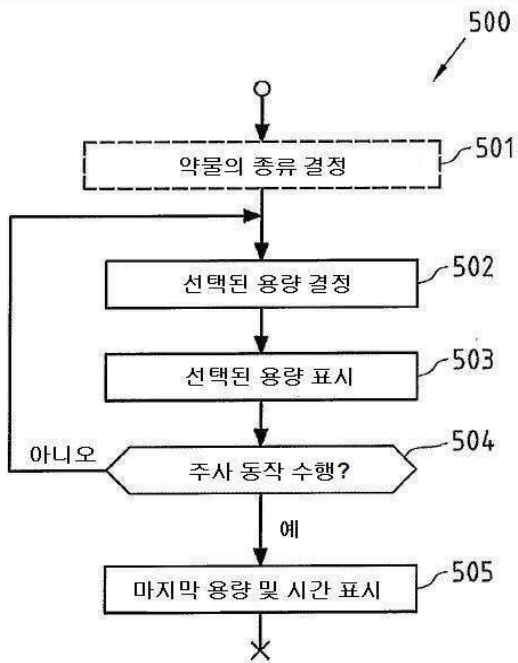 500
약물의 종류 결정
501
선택된 용량 결정
502
선택된 용량 표시
503
아니오
주사 동작 수행?
504
예
마지막 용량 및 시간 표시
505